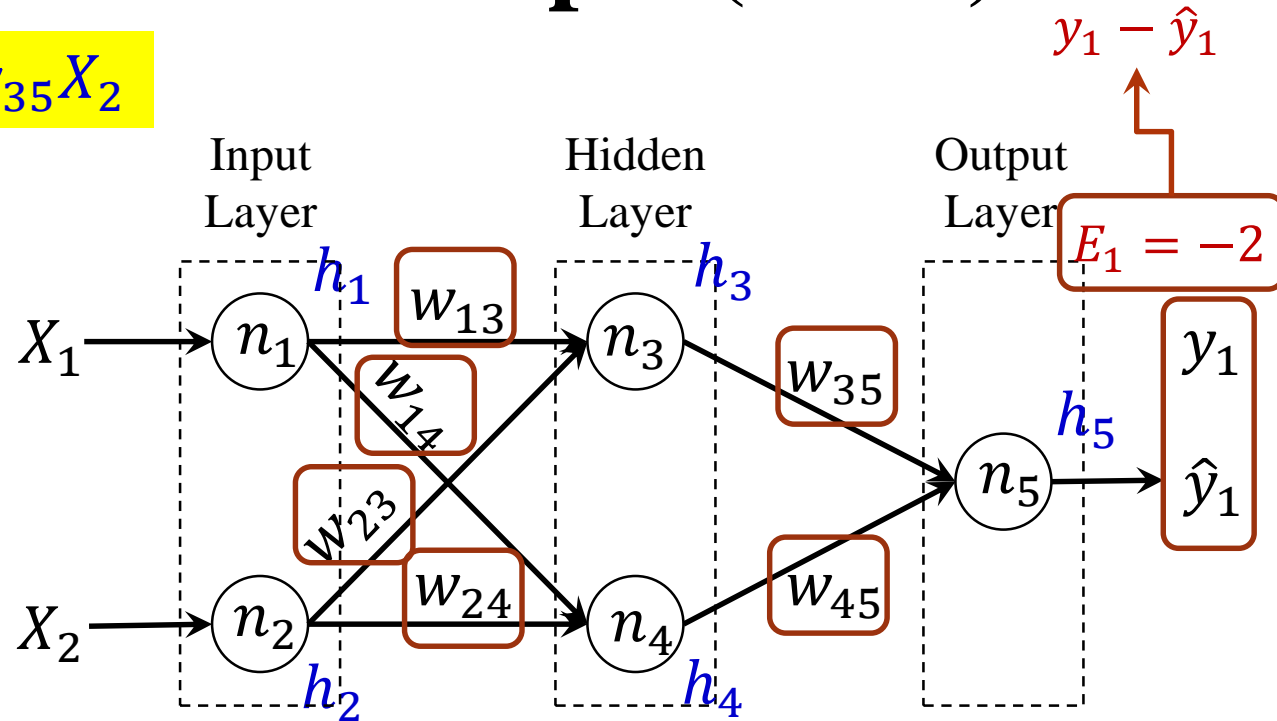 y₁ − ŷ₁
₃₅X₂
Input
Layer
Hidden
Layer
Output
Layer
E₁ = −2
h₁
h₃
w₁₃
X₁
n₁
n₃
y₁
w₁₄
w₃₅
h₅
n₅
ŷ₁
w₂₃
w₂₄
w₄₅
X₂
n₂
n₄
h₂
h₄